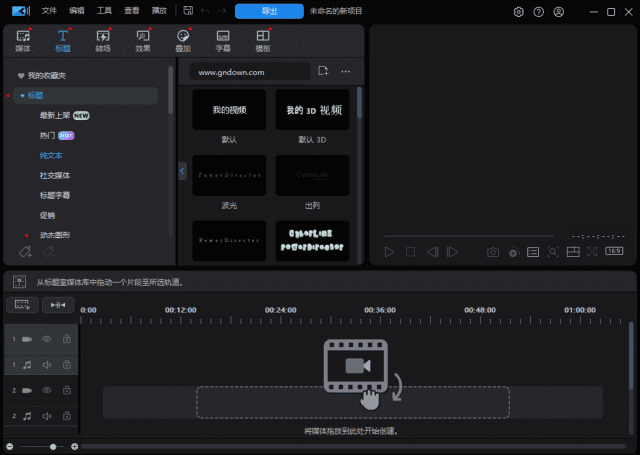 文件 编辑 工具 查看 播放 导出 未命名的新项目
媒体 标题 转场 效果 叠加 字幕 模板
我的收藏夹
标题
最新上架 NEW
热门 HOT
纯文本
社交媒体
标题字幕
促销
动态图形
www.gndown.com
我的视频
默认
我的 3D 视频
默认 3D
PowerDirector
波光
CyberLink
出列
PowerDirector
CyberLink
PowerDirector
--:--:--:--
16:9
从标题至媒体库中拖动一个片段至所选轨道。
0:00 00:12:00 00:24:00 00:36:00 00:48:00 01:00:00
1
1
2
2
将媒体拖放到此处开始创建。